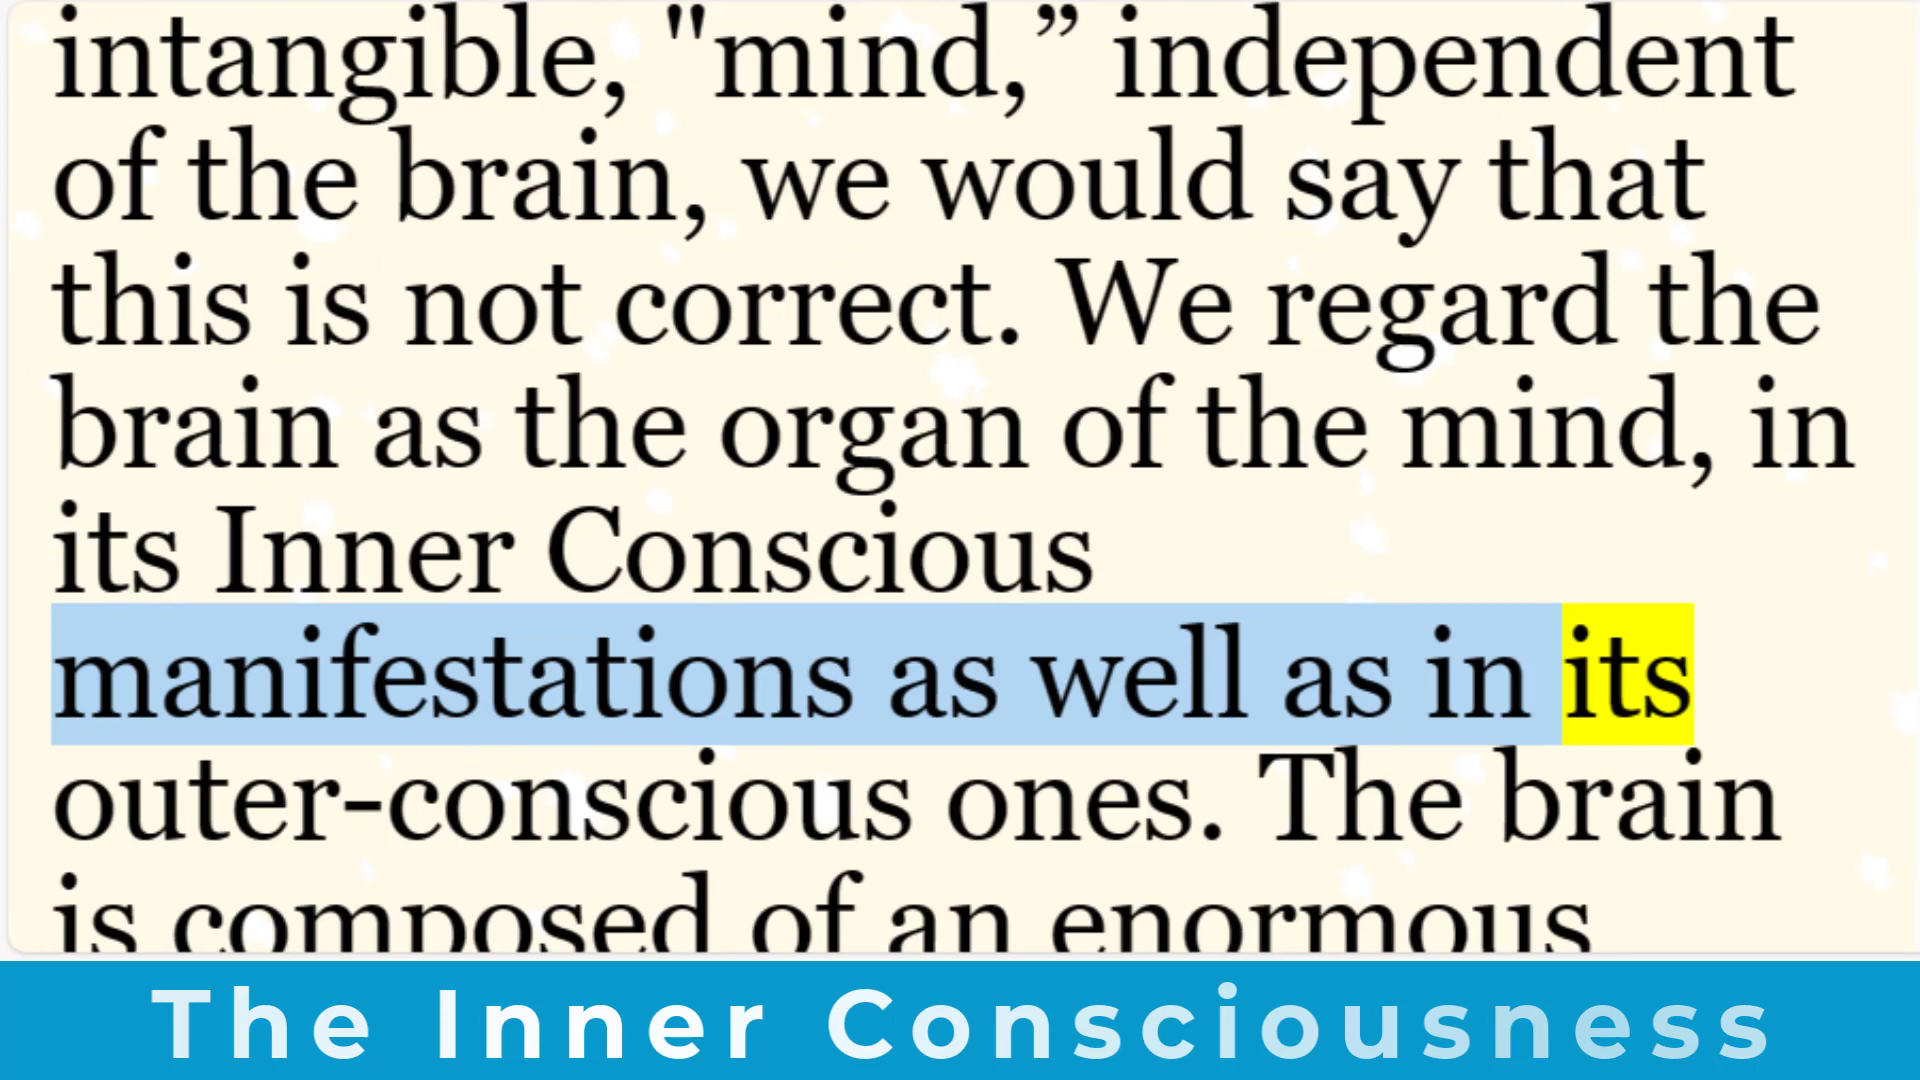 intangible, "mind,” independent
of the brain, we would say that
this is not correct. We regard the
brain as the organ of the mind, in
its Inner Conscious
manifestations as well as in its
outer-conscious ones. The brain
is composed of an enormous
The Inner Consciousness